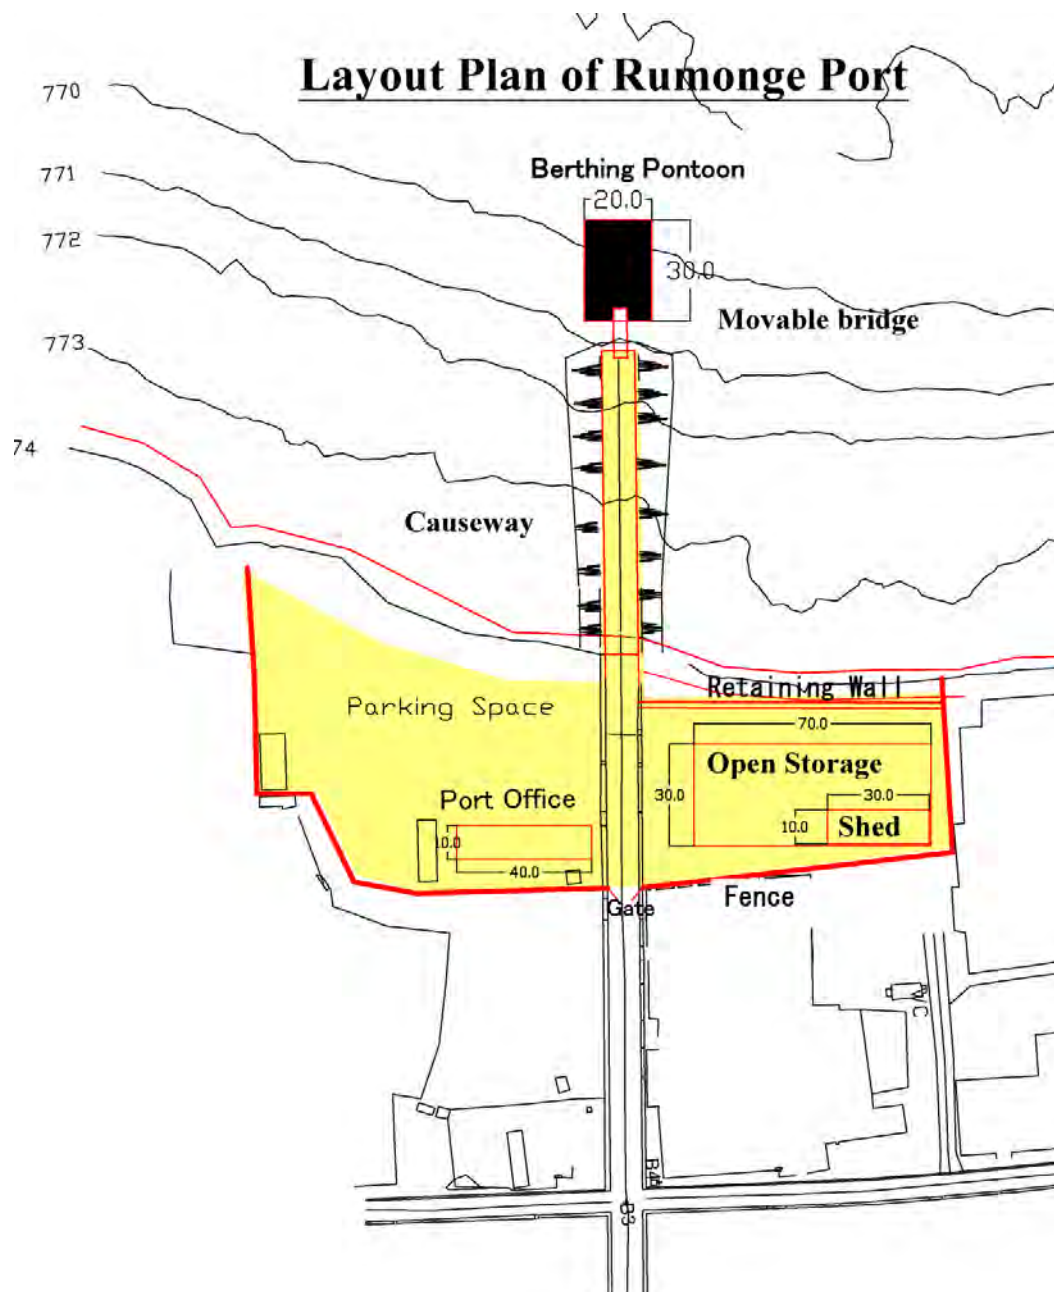 Layout Plan of Rumonge Port
770
Berthing Pontoon
771
20.0
772
30.0
Movable bridge
773
74
Causeway
Retaining Wall
Parking Space
70.0
Open Storage
Port Office
30.0
30.0
10.0
10.0
Shed
40.0
Gate
Fence